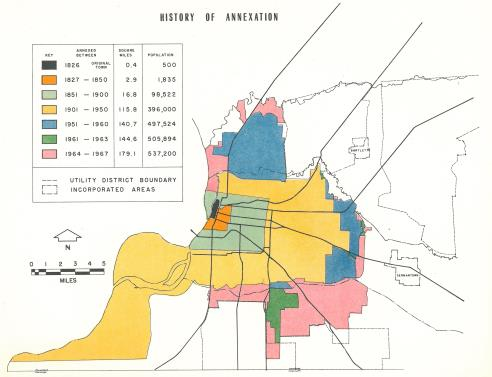 HISTORY OF ANNEXATION
KEY ANNEXED BETWEEN SQUARE MILES POPULATION
1826 ORIGINAL TOWN 0.4 500
1827 — 1850 2.9 1,835
1851 — 1900 16.8 98,522
1901 — 1950 115.8 396,000
1951 — 1960 140.7 497,524
1961 — 1963 144.6 505,894
1964 — 1967 179.1 537,200
UTILITY DISTRICT BOUNDARY
INCORPORATED AREAS
BARTLETT
GERMANTOWN
0 1 2 3 4 5
MILES